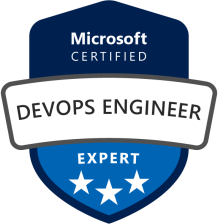 Microsoft
CERTIFIED
DEVOPS ENGINEER
EXPERT